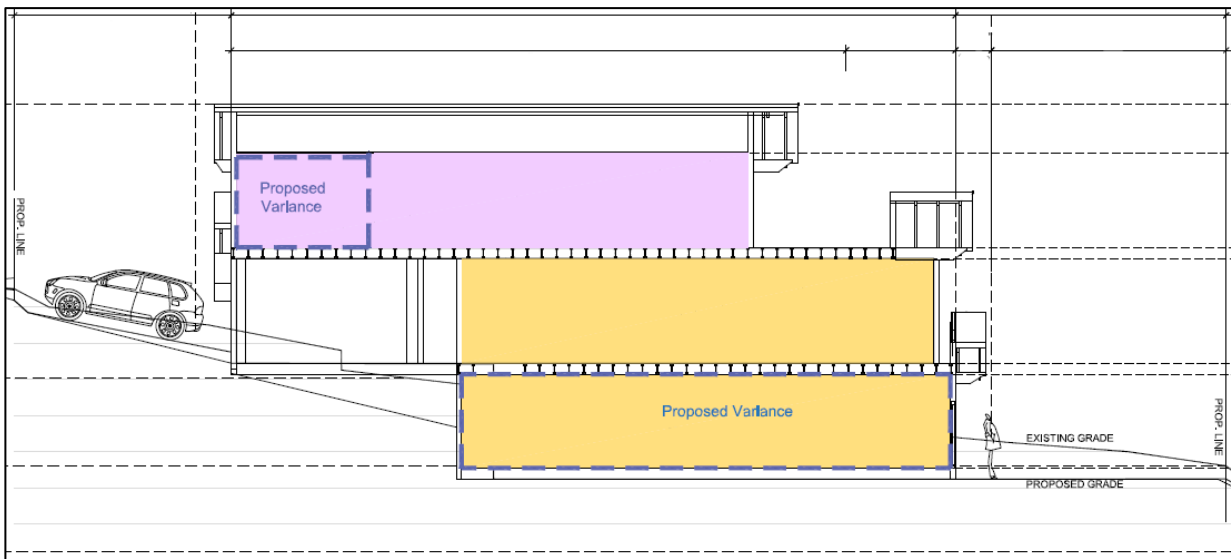 Proposed
Variance
PROP. LINE
Proposed Variance
EXISTING GRADE
PROP. LINE
PROPOSED GRADE